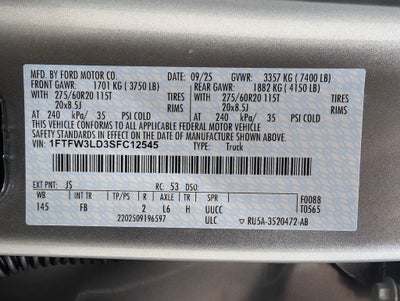 MFD. BY FORD MOTOR CO. 09/25 GVWR: 3357 KG ( 7400 LB)
FRONT GAWR: 1701 KG ( 3750 LB) REAR GAWR: 1882 KG ( 4150 LB)
WITH 275/60R20 115T WITH 275/60R20 115T
20x8.5J TIRES 20x8.5J TIRES
RIMS RIMS
AT 240 kPa/ 35 PSI COLD AT 240 kPa/ 35 PSI COLD
THIS VEHICLE CONFORMS TO ALL APPLICABLE FEDERAL MOTOR VEHICLE SAFETY AND THEFT PREVENTION STANDARDS IN EFFECT ON THE DATE OF MANUFACTURE SHOWN ABOVE.
VIN: 1FTFW3LD3SFC12545 TYPE: Truck
EXT PNT: JS RC: 53 DSO: F0088
WB INT TR TP/PS R AXLE TR SPR T0565
145 FB 2 L6 H UUCC
2202509196597 ULC RU5A-3520472-AB